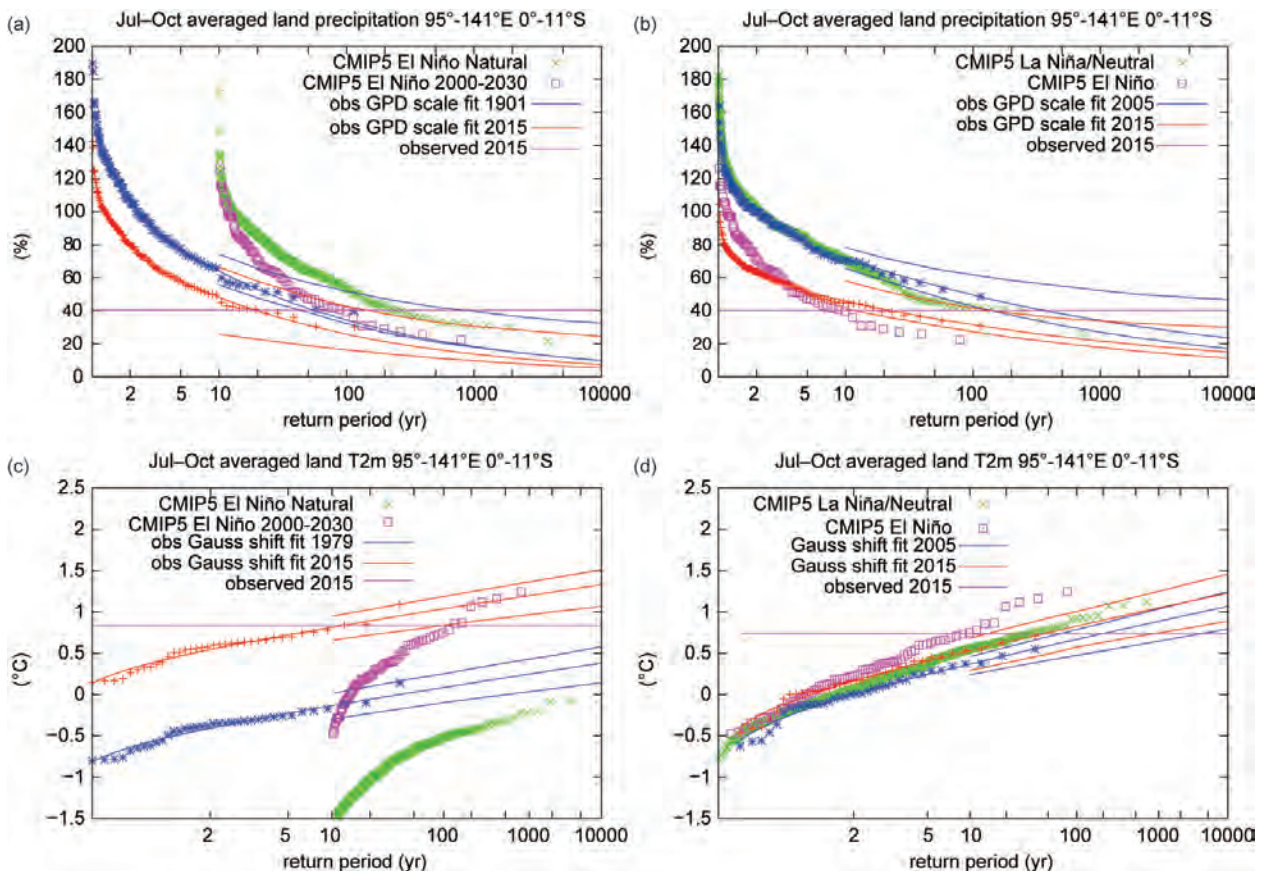 (a)
Jul–Oct averaged land precipitation 95°-141°E 0°-11°S
200
180
160
140
120
100
80
60
40
20
0
(%)
CMIP5 El Niño Natural
CMIP5 El Niño 2000-2030
obs GPD scale fit 1901
obs GPD scale fit 2015
observed 2015
2 5 10 100 1000 10000
return period (yr)
(b)
Jul–Oct averaged land precipitation 95°-141°E 0°-11°S
200
180
160
140
120
100
80
60
40
20
0
(%)
CMIP5 La Niña/Neutral
CMIP5 El Niño
obs GPD scale fit 2005
obs GPD scale fit 2015
observed 2015
2 5 10 100 1000 10000
return period (yr)
(c)
Jul–Oct averaged land T2m 95°-141°E 0°-11°S
2.5
2
1.5
1
0.5
0
−0.5
−1
−1.5
(°C)
CMIP5 El Niño Natural
CMIP5 El Niño 2000-2030
obs Gauss shift fit 1979
obs Gauss shift fit 2015
observed 2015
2 5 10 100 1000 10000
return period (yr)
(d)
Jul–Oct averaged land T2m 95°-141°E 0°-11°S
2.5
2
1.5
1
0.5
0
−0.5
−1
−1.5
(°C)
CMIP5 La Niña/Neutral
CMIP5 El Niño
Gauss shift fit 2005
Gauss shift fit 2015
observed 2015
2 5 10 100 1000 10000
return period (yr)